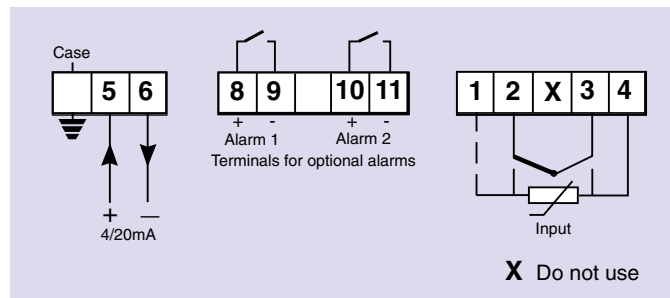 Case
5 6
+ —
4/20mA
8 9 10 11
+ - + -
Alarm 1 Alarm 2
Terminals for optional alarms
1 2 X 3 4
Input
X Do not use